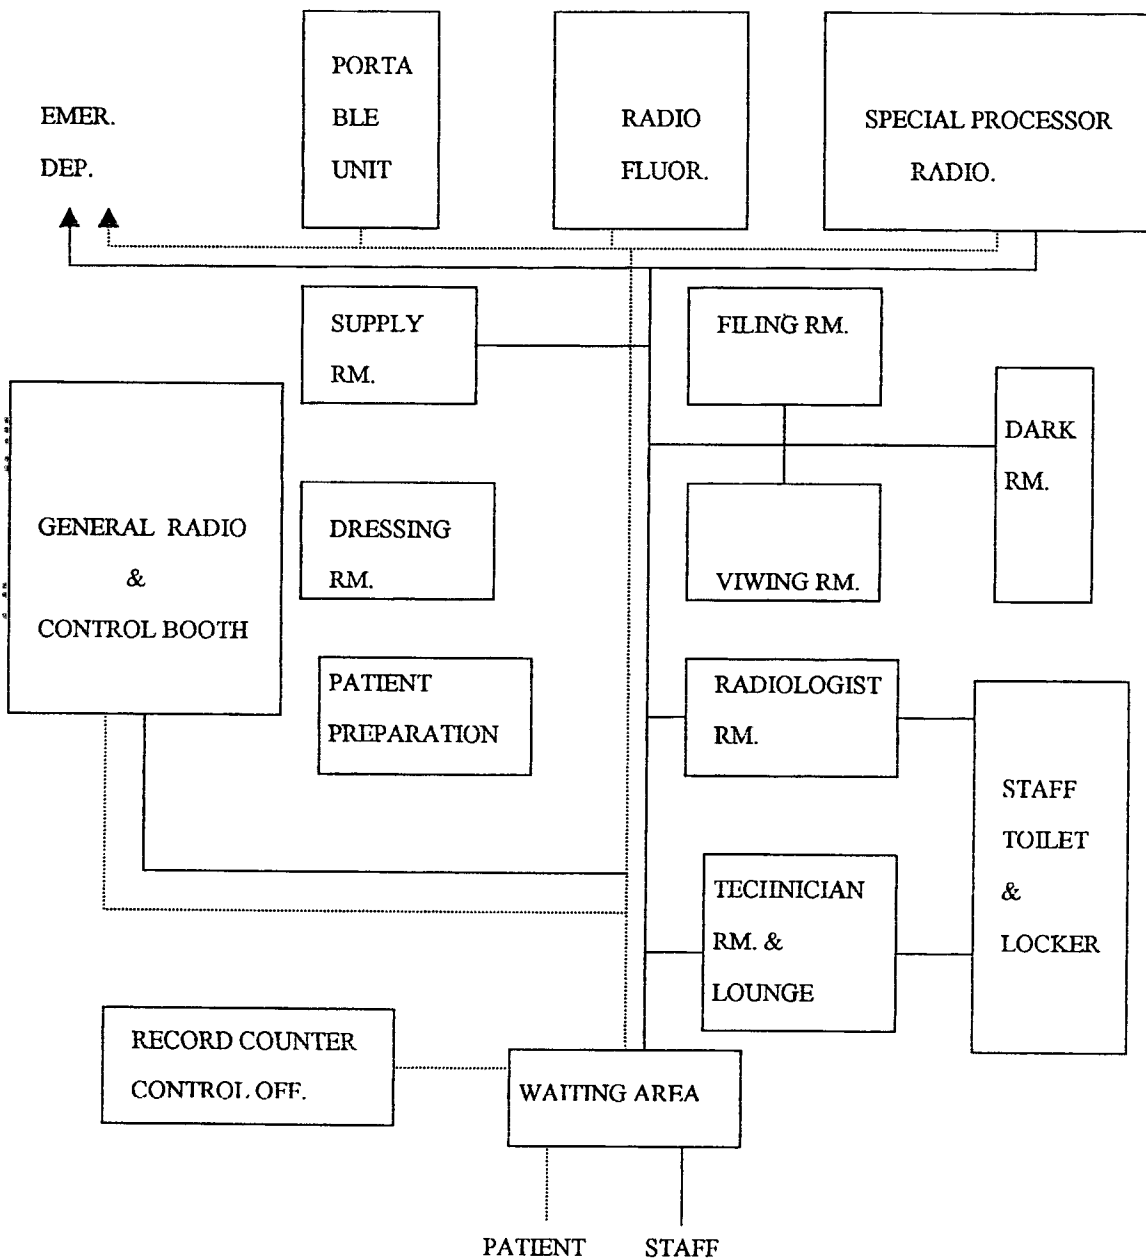 PORTA
BLE
UNIT
EMER.
DEP.
RADIO
FLUOR.
SPECIAL PROCESSOR
RADIO.
SUPPLY
RM.
FILING RM.
DARK
RM.
GENERAL RADIO
&
CONTROL BOOTH
DRESSING
RM.
VIWING RM.
PATIENT
PREPARATION
RADIOLOGIST
RM.
STAFF
TOILET
&
LOCKER
TECHNICIAN
RM. &
LOUNGE
RECORD COUNTER
CONTROL OFF.
WAITING AREA
PATIENT
STAFF